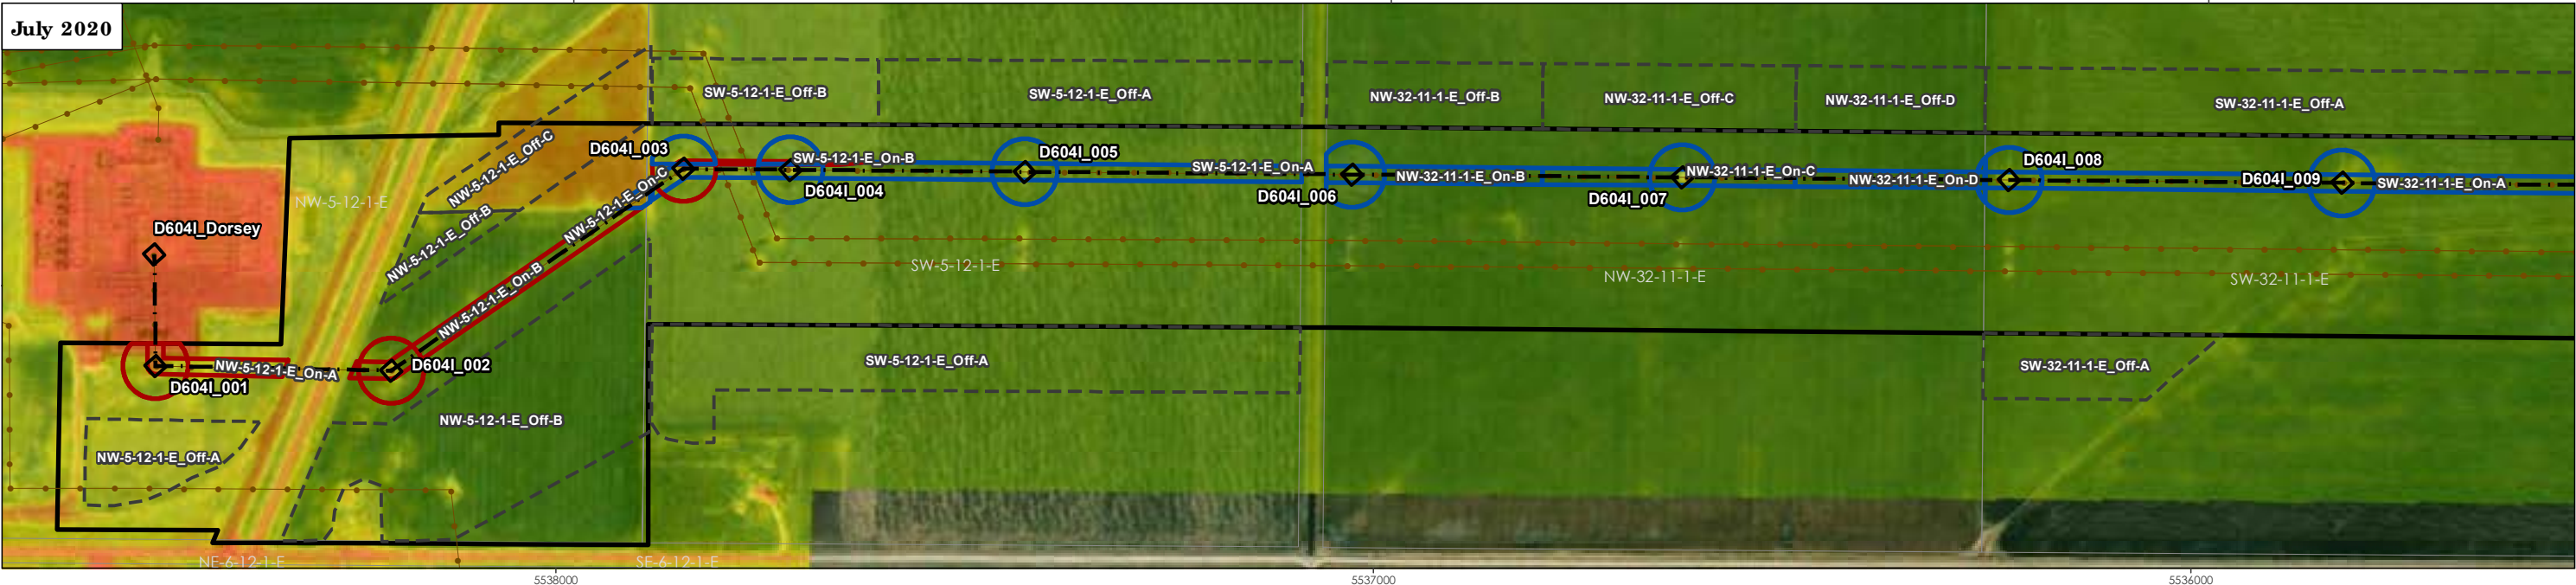 July 2020
SW-5-12-1-E_Off-B
SW-5-12-1-E_Off-A
NW-32-11-1-E_Off-B
NW-32-11-1-E_Off-C
NW-32-11-1-E_Off-D
SW-32-11-1-E_Off-A
NW-5-12-1-E_Off-C
D604I_003
SW-5-12-1-E_On-B
D604I_005
SW-5-12-1-E_On-A
D604I_004
D604I_006
NW-32-11-1-E_On-B
NW-32-11-1-E_On-C
D604I_007
NW-32-11-1-E_On-D
D604I_008
D604I_009
SW-32-11-1-E_On-A
NW-5-12-1-E
NW-5-12-1-E_On-C
NW-5-12-1-E_Off-B
D604I_Dorsey
SW-5-12-1-E
NW-32-11-1-E
SW-32-11-1-E
NW-5-12-1-E_On-B
NW-5-12-1-E_On-A
D604I_001
D604I_002
SW-5-12-1-E_Off-A
SW-32-11-1-E_Off-A
NW-5-12-1-E_Off-B
NW-5-12-1-E_Off-A
NE-6-12-1-E
SE-6-12-1-E
5538000
5537000
5536000